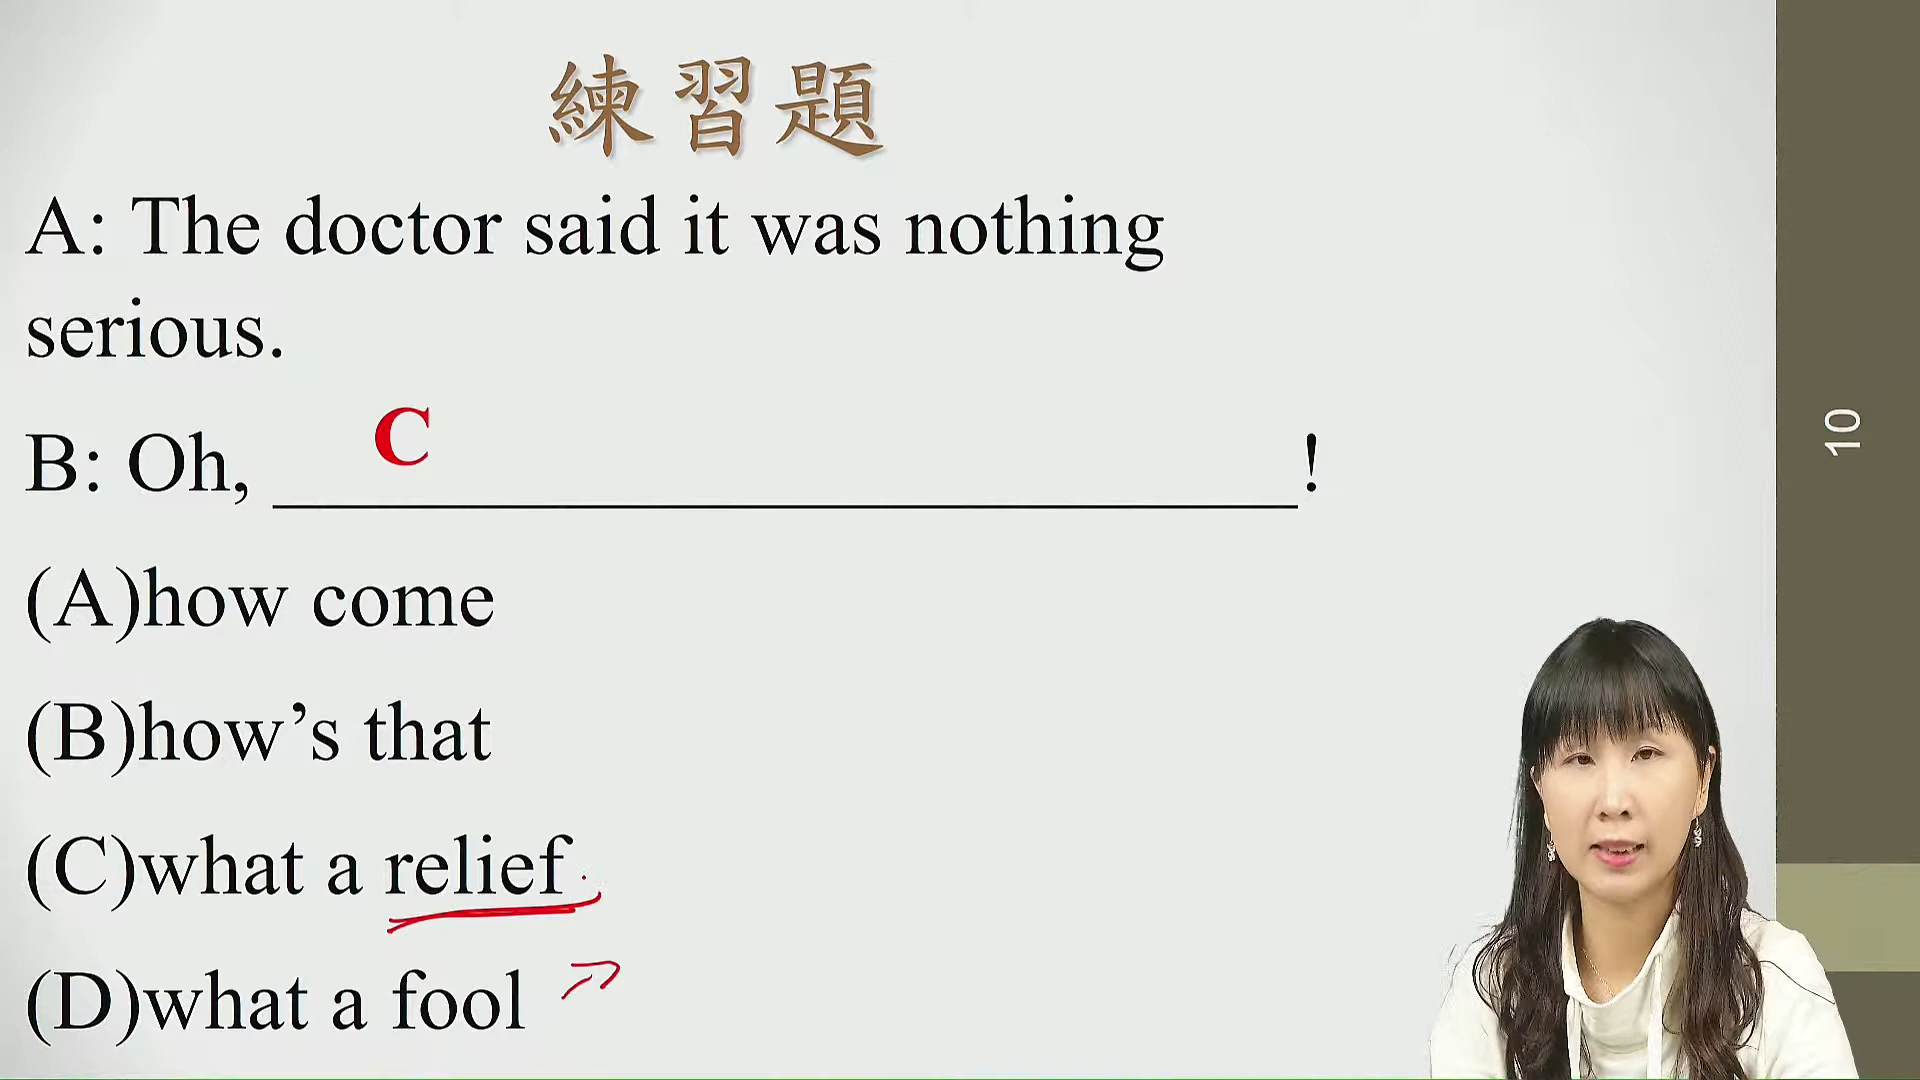 練習題
A: The doctor said it was nothing
serious.
C
B: Oh, ____________________!
(A)how come
(B)how’s that
(C)what a relief
(D)what a fool
10